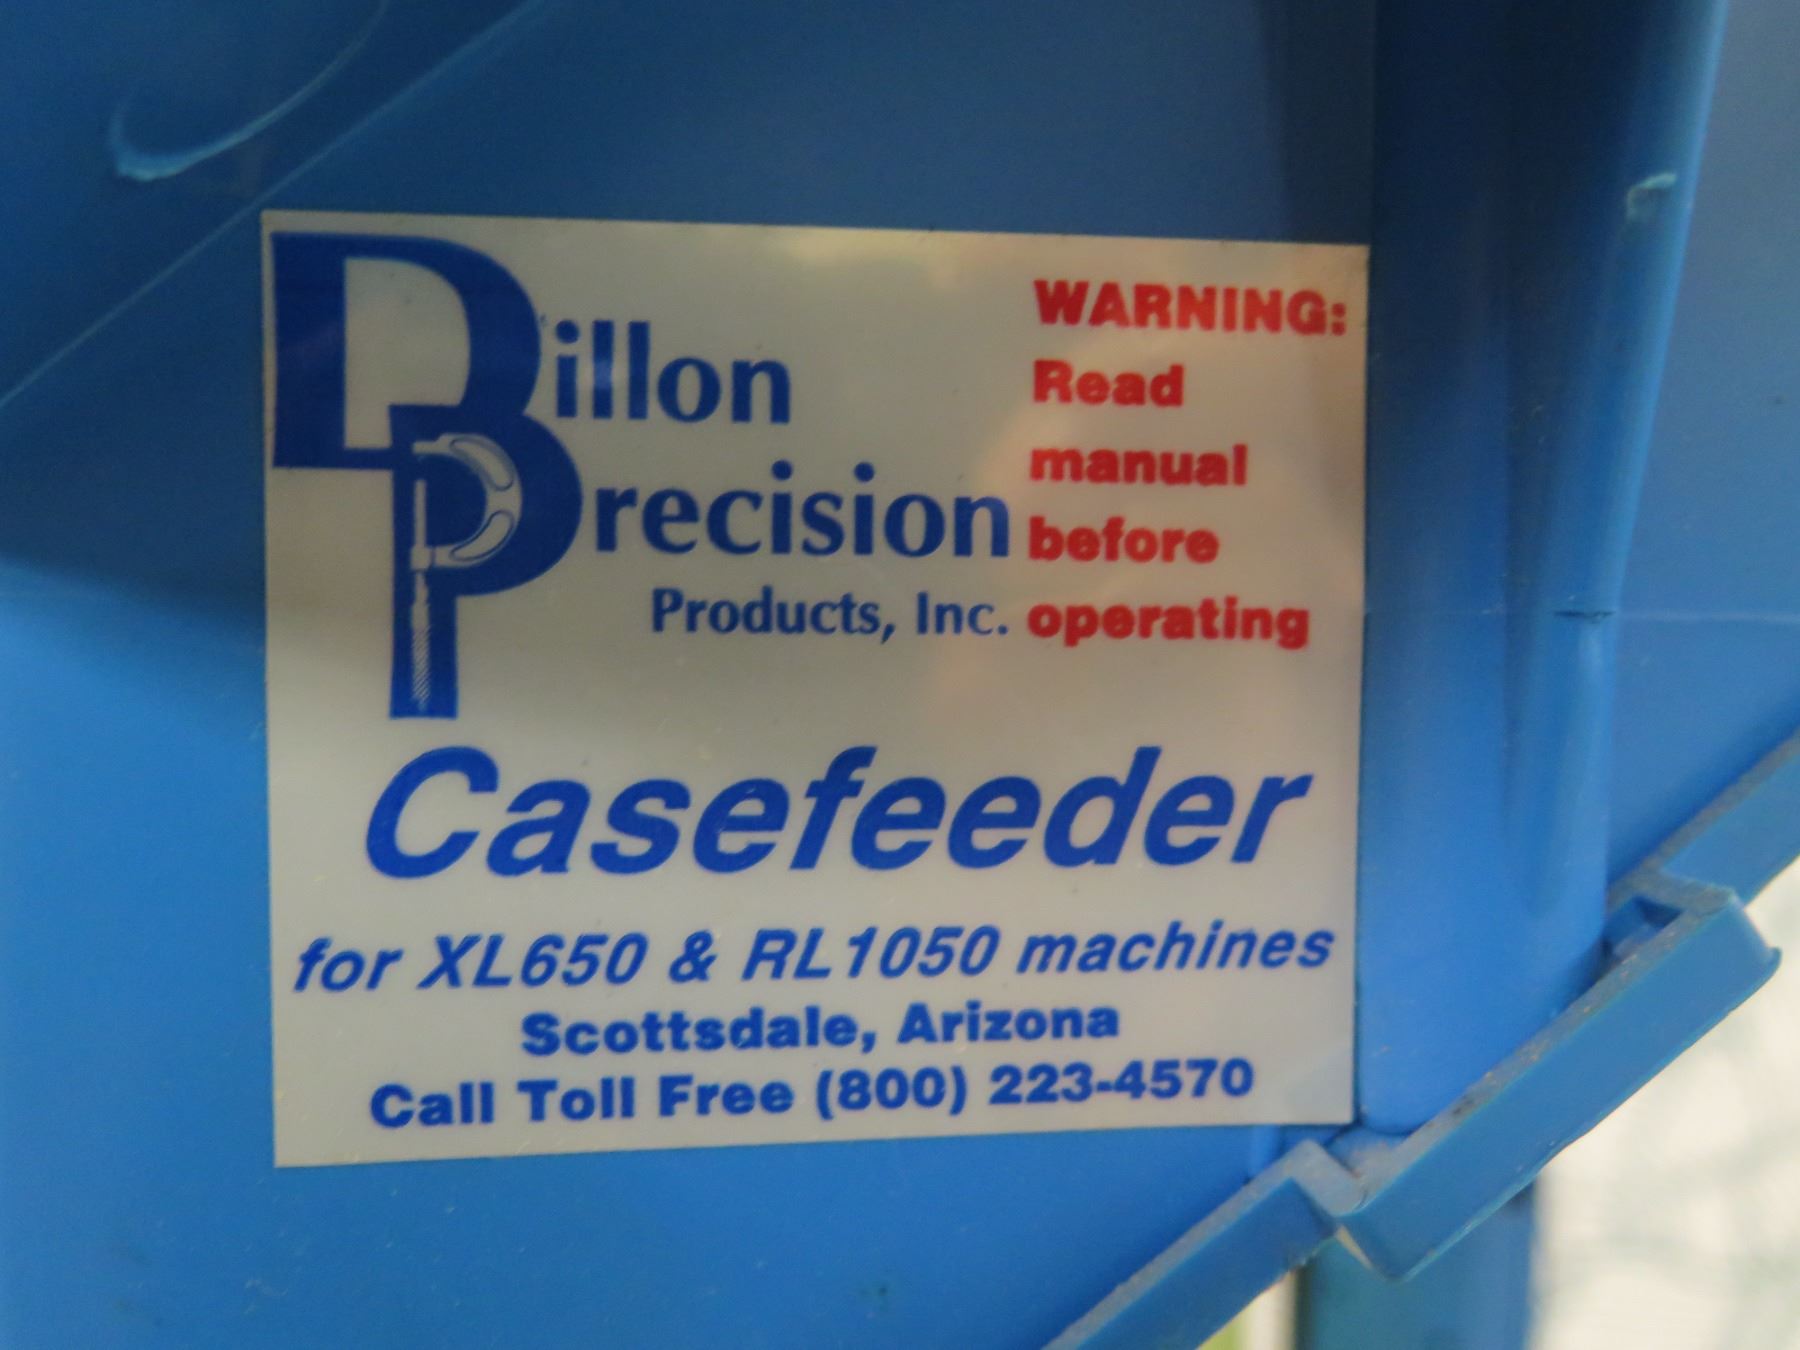 Dillon
Precision
Products, Inc.
WARNING:
Read
manual
before
operating
Casefeeder
for XL650 & RL1050 machines
Scottsdale, Arizona
Call Toll Free (800) 223-4570